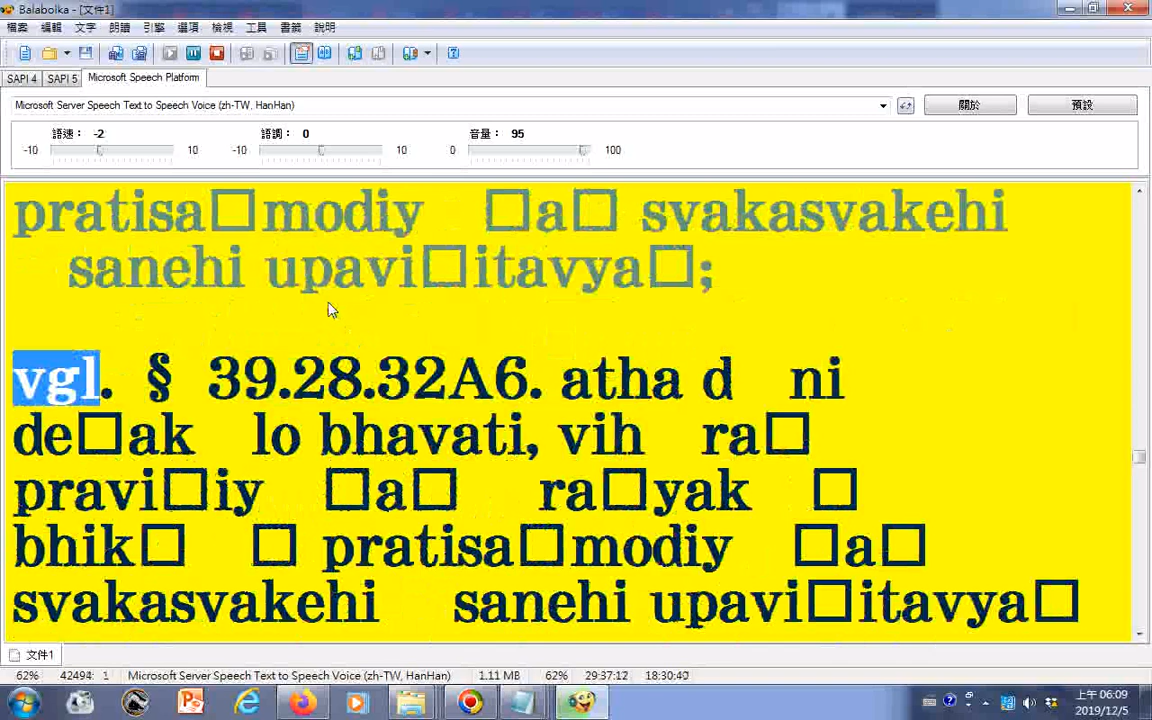 Balabolka - [文件1]
檔案 編輯 文字 朗讀 引擎 選項 檢視 工具 書籤 說明
SAPI 4 SAPI 5 Microsoft Speech Platform
Microsoft Server Speech Text to Speech Voice (zh-TW, HanHan)
關於
預設
語速： -2 語調： 0 音量： 95
-10 10 -10 10 0 100
pratisa□modiy □a□ svakasvakehi
sanehi upavi□itavya□;
vgl. § 39.28.32A6. atha d ni
de□ak lo bhavati, vih ra□
pravi□iy □a□ ra□yak □
bhik□ □ pratisa□modiy □a□
svakasvakehi sanehi upavi□itavya□
文件1
62% 42494: 1 Microsoft Server Speech Text to Speech Voice (zh-TW, HanHan) 1.11 MB 62% 29:37:12 18:30:40
上午 06:09
2019/12/5